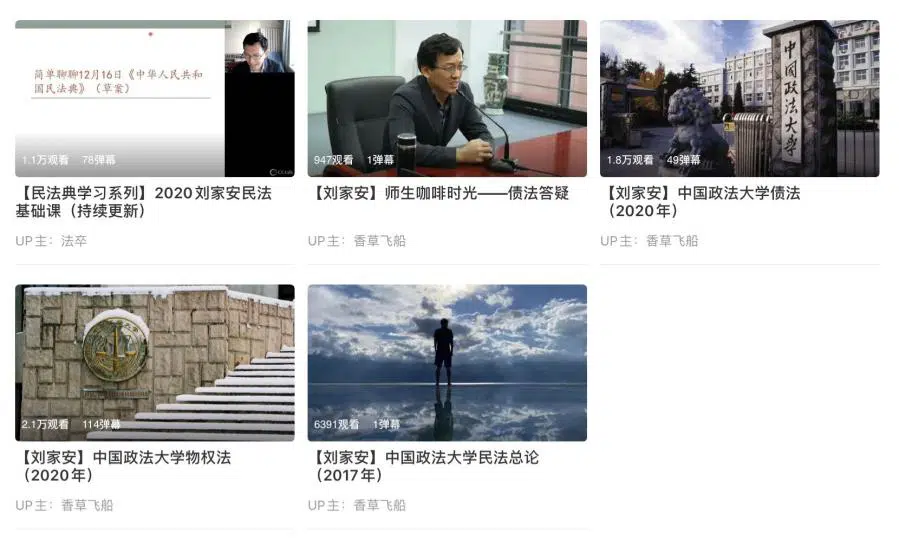 简单聊聊12月16日《中华人民共和
国民法典》（草案）
CCtalk
1.1万观看 78弹幕
【民法典学习系列】2020刘家安民法
基础课（持续更新）
UP主：法卒
947观看 1弹幕
【刘家安】师生咖啡时光——债法答疑
UP主：香草飞船
中国政法大学
1.8万观看 49弹幕
【刘家安】中国政法大学债法
（2020年）
UP主：香草飞船
2.1万观看 114弹幕
【刘家安】中国政法大学物权法
（2020年）
UP主：香草飞船
6391观看 1弹幕
【刘家安】中国政法大学民法总论
（2017年）
UP主：香草飞船